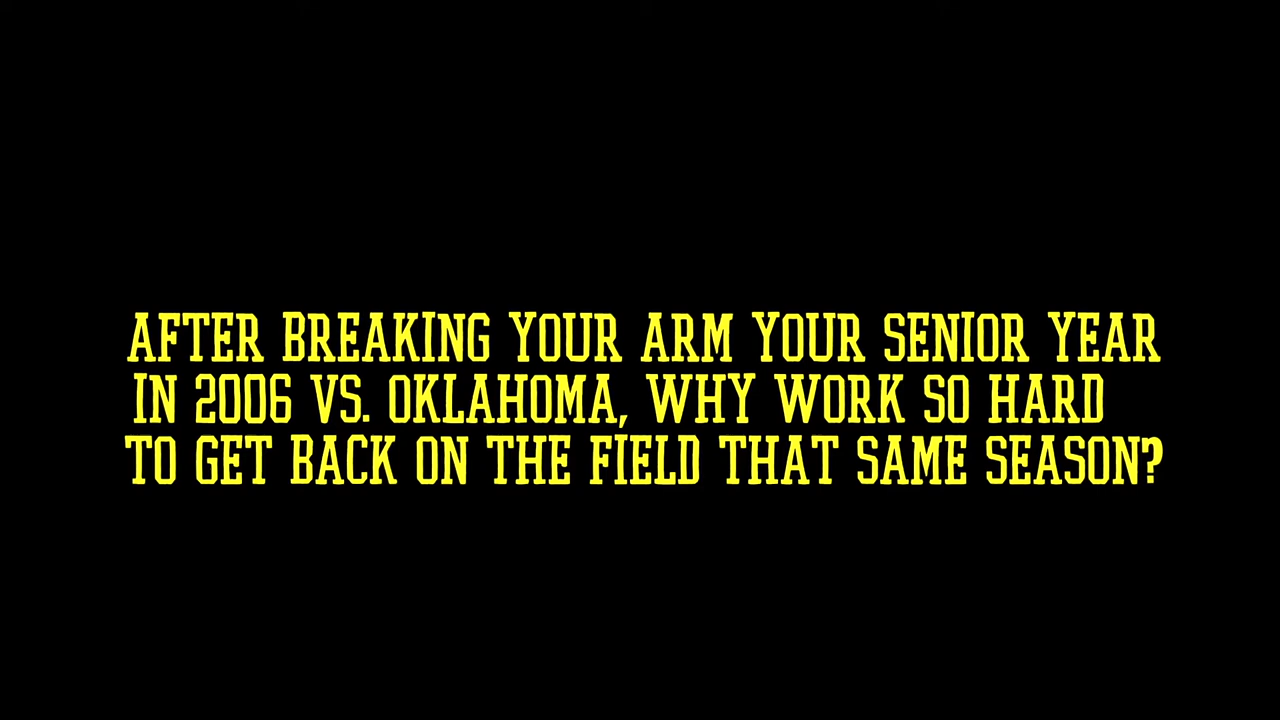 AFTER BREAKING YOUR ARM YOUR SENIOR YEAR
IN 2006 VS. OKLAHOMA, WHY WORK SO HARD
TO GET BACK ON THE FIELD THAT SAME SEASON?